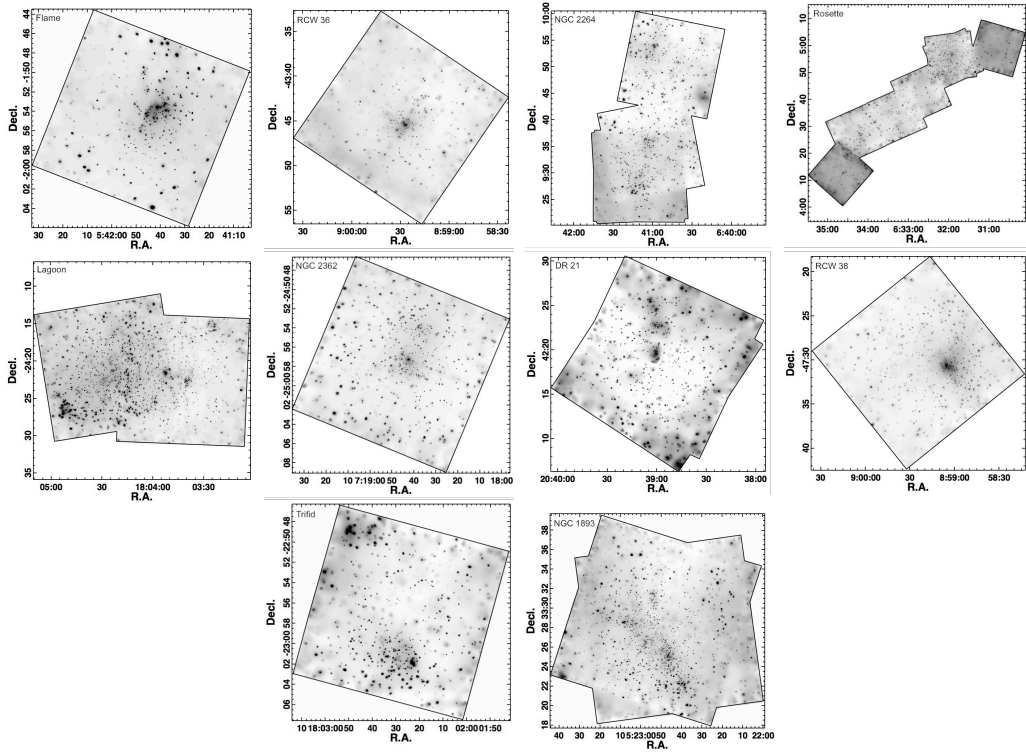 Flame
Decl.
04 02 -2:00 58 56 54 52 -1:50 48 46 44
30 20 10 5:42:00 50 40 30 20 5:41:10
R.A.
RCW 36
Decl.
55 50 45 -43:40 35
30 9:00:00 30 8:59:00 58:30
R.A.
NGC 2264
Decl.
25 9:30 35 40 45 50 55 10:00
42:00 30 41:00 30 6:40:00
R.A.
Rosette
Decl.
4:00 10 20 30 40 50 5:00 10
35:00 34:00 6:33:00 32:00 31:00
R.A.
Lagoon
Decl.
35 30 25 -24:20 15 10
05:00 30 18:04:00 03:30
R.A.
NGC 2362
Decl.
08 06 04 02 -25:00 58 56 54 52 -24:50 48
30 20 10 7:19:00 50 40 30 20 10 18:00
R.A.
DR 21
Decl.
10 15 42:20 25 30
20:40:00 30 39:00 30 38:00
R.A.
RCW 38
Decl.
40 35 -47:30 25 20
30 9:00:00 30 8:59:00 58:30
R.A.
Trifid
Decl.
06 04 02 -23:00 58 56 54 52 -22:50 48
10 18:03:00 50 40 30 20 10 02:00 01:50
R.A.
NGC 1893
Decl.
18 20 22 24 26 28 33:30 32 34 36 38
40 30 20 10 5:23:00 50 40 30 20 10 22:00
R.A.